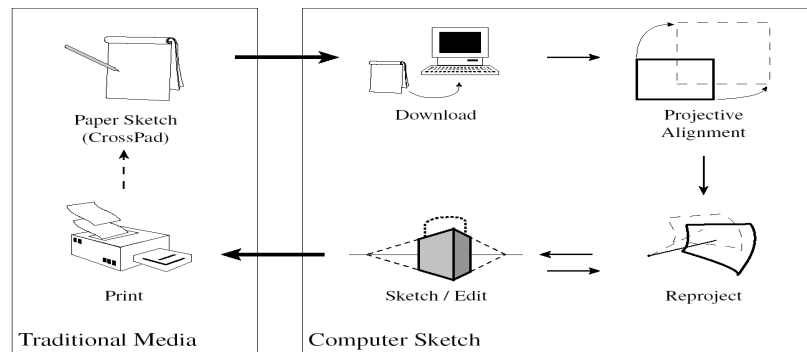 Paper Sketch
(CrossPad)
Download
Projective
Alignment
Print
Sketch / Edit
Reproject
Traditional Media
Computer Sketch